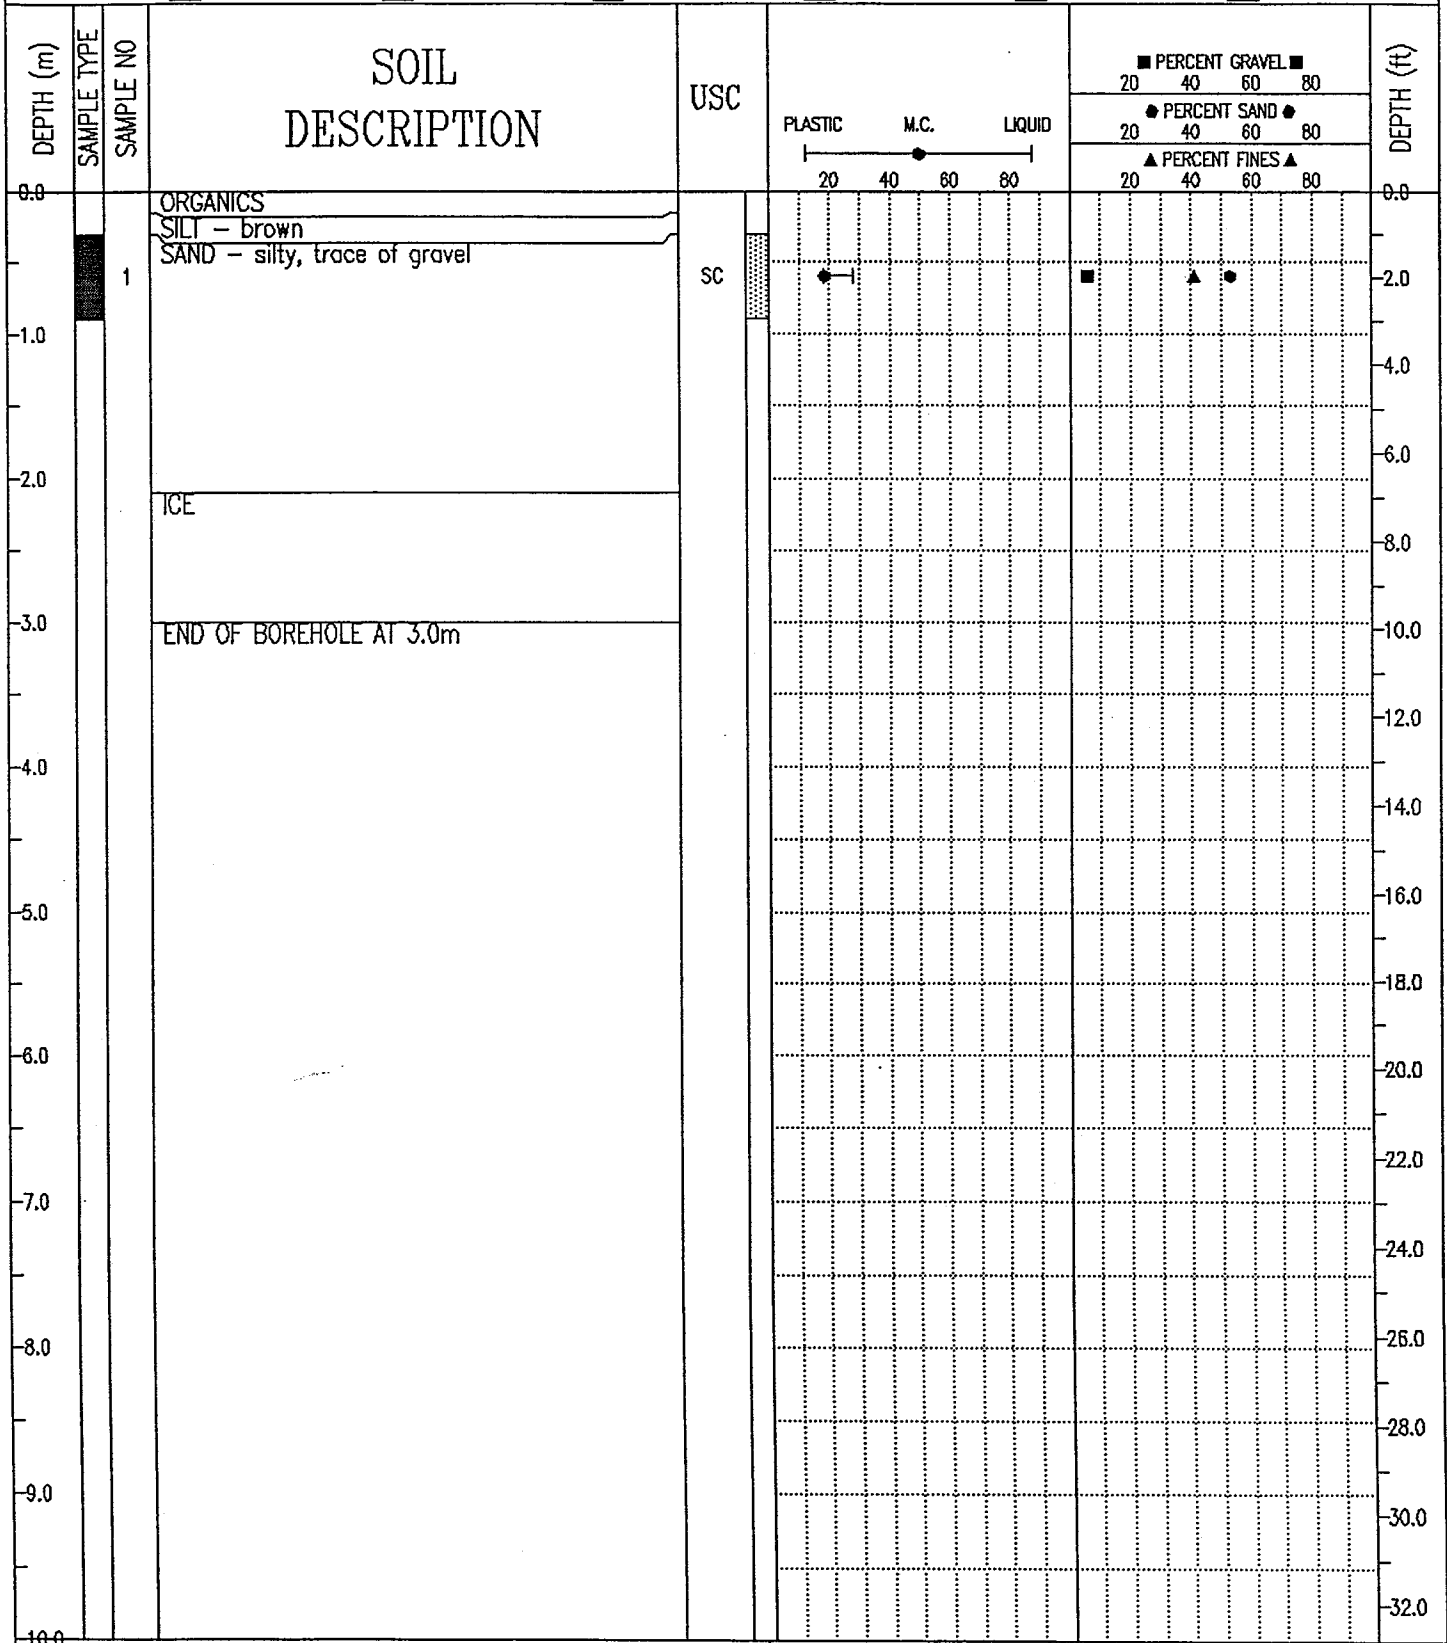 DEPTH (m)
SAMPLE TYPE
SAMPLE NO
SOIL
DESCRIPTION
USC
PLASTIC M.C. LIQUID
20 40 60 80
■ PERCENT GRAVEL ■
20 40 60 80
● PERCENT SAND ●
20 40 60 80
▲ PERCENT FINES ▲
20 40 60 80
DEPTH (ft)
0.0
ORGANICS
SILT – brown
SAND – silty, trace of gravel
1
SC
ICE
END OF BOREHOLE AT 3.0m
1.0
2.0
3.0
4.0
5.0
6.0
7.0
8.0
9.0
10.0
0.0
2.0
4.0
6.0
8.0
10.0
12.0
14.0
16.0
18.0
20.0
22.0
24.0
26.0
28.0
30.0
32.0